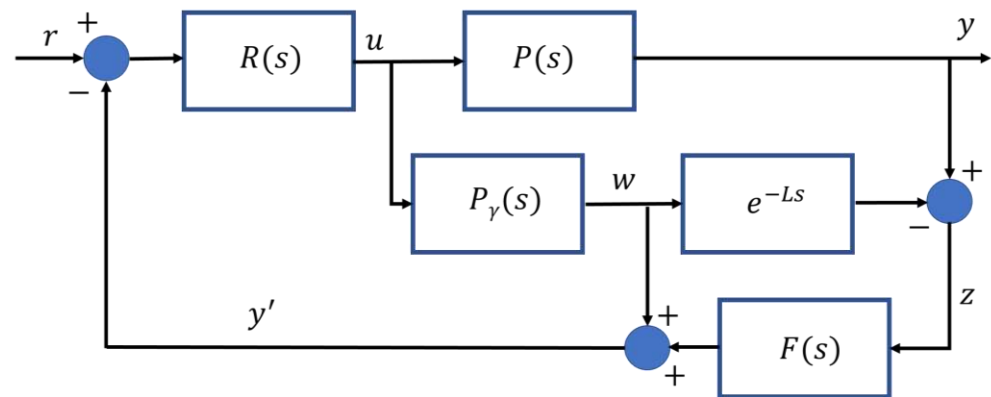 r
+
−
R(s)
u
P(s)
y
P_γ(s)
w
e^{-Ls}
+
−
z
y′
+
+
F(s)